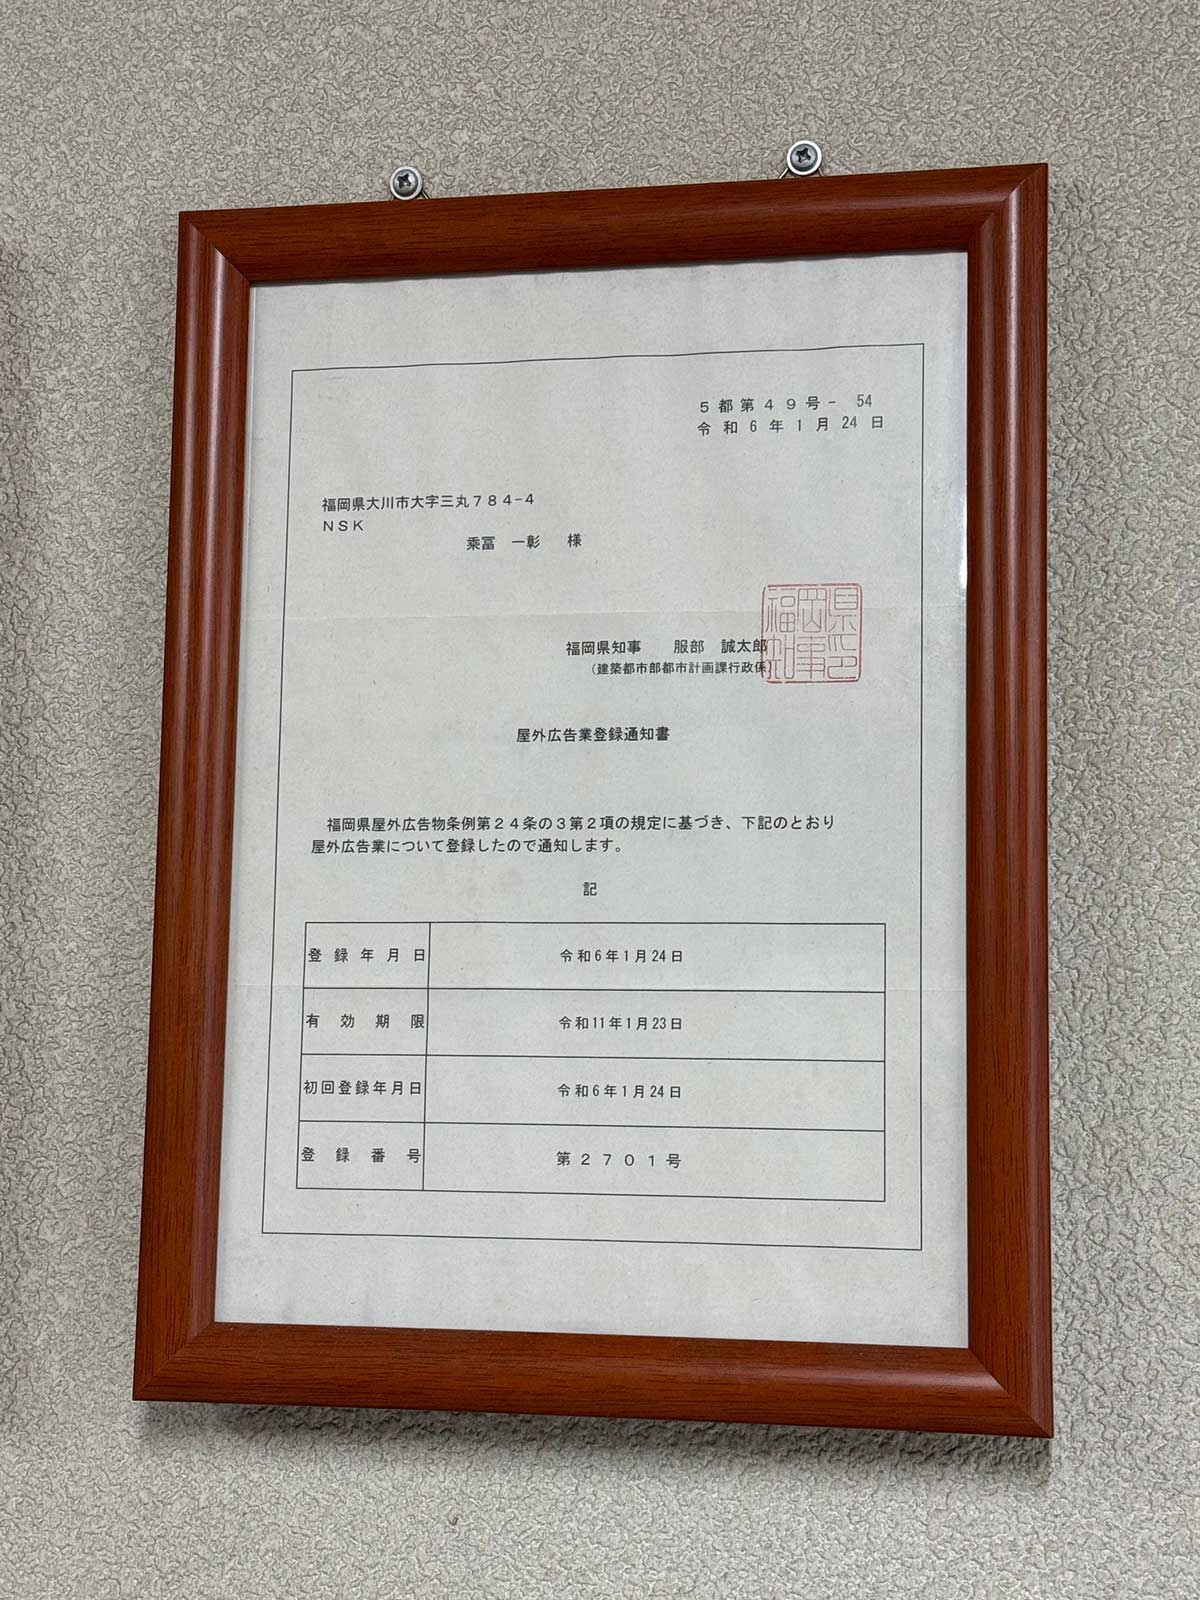 ５都第４９号－ 54
令和6年1月24日
福岡県大川市大字三丸７８４−４
ＮＳＫ
乘冨 一彰 様
福岡県知事 服部 誠太郎
（建築都市部都市計画課行政係）
福岡県知事印
屋外広告業登録通知書
福岡県屋外広告物条例第２４条の３第２項の規定に基づき、下記のとおり
屋外広告業について登録したので通知します。
記
登録年月日 令和6年1月24日
有効期限 令和11年1月23日
初回登録年月日 令和6年1月24日
登録番号 第２７０１号